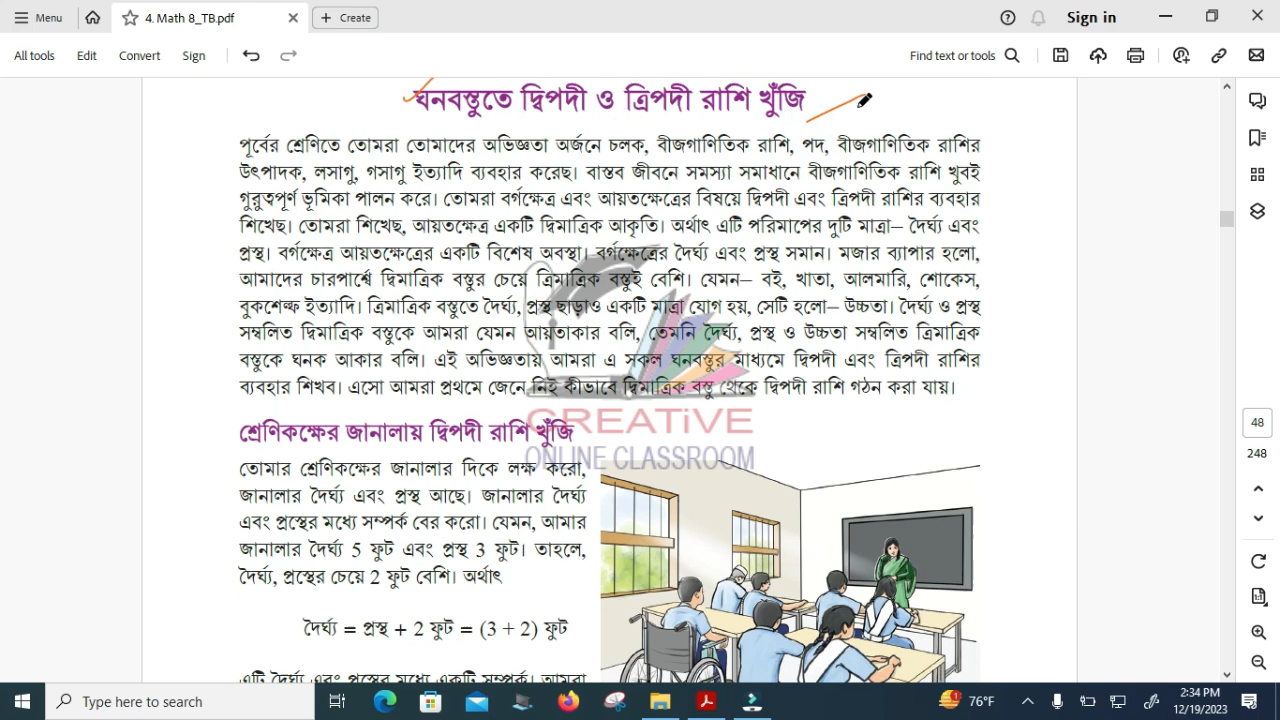 Menu
4. Math 8_TB.pdf
Create
Sign in
All tools Edit Convert Sign
Find text or tools
ঘনবস্তুতে দ্বিপদী ও ত্রিপদী রাশি খুঁজি
পূর্বের শ্রেণিতে তোমরা তোমাদের অভিজ্ঞতা অর্জনে চলক, বীজগাণিতিক রাশি, পদ, বীজগাণিতিক রাশির
উৎপাদক, লসাগু, গসাগু ইত্যাদি ব্যবহার করেছ। বাস্তব জীবনে সমস্যা সমাধানে বীজগাণিতিক রাশি খুবই
গুরুত্বপূর্ণ ভূমিকা পালন করে। তোমরা বর্গক্ষেত্র এবং আয়তক্ষেত্রের বিষয়ে দ্বিপদী এবং ত্রিপদী রাশির ব্যবহার
শিখেছ। তোমরা শিখেছ, আয়তক্ষেত্র একটি দ্বিমাত্রিক আকৃতি। অর্থাৎ এটি পরিমাপের দুটি মাত্রা– দৈর্ঘ্য এবং
প্রস্থ। বর্গক্ষেত্র আয়তক্ষেত্রের একটি বিশেষ অবস্থা। বর্গক্ষেত্রের দৈর্ঘ্য এবং প্রস্থ সমান। মজার ব্যাপার হলো,
আমাদের চারপার্শ্বে দ্বিমাত্রিক বস্তুর চেয়ে ত্রিমাত্রিক বস্তুই বেশি। যেমন– বই, খাতা, আলমারি, শোকেস,
বুকশেল্ফ ইত্যাদি। ত্রিমাত্রিক বস্তুতে দৈর্ঘ্য, প্রস্থ ছাড়াও একটি মাত্রা যোগ হয়, সেটি হলো– উচ্চতা। দৈর্ঘ্য ও প্রস্থ
সম্বলিত দ্বিমাত্রিক বস্তুকে আমরা যেমন আয়তাকার বলি, তেমনি দৈর্ঘ্য, প্রস্থ ও উচ্চতা সম্বলিত ত্রিমাত্রিক
বস্তুকে ঘনক আকার বলি। এই অভিজ্ঞতায় আমরা এ সকল ঘনবস্তুর মাধ্যমে দ্বিপদী এবং ত্রিপদী রাশির
ব্যবহার শিখব। এসো আমরা প্রথমে জেনে নিই কীভাবে দ্বিমাত্রিক বস্তু থেকে দ্বিপদী রাশি গঠন করা যায়।
CREATiVE
ONLINE CLASSROOM
শ্রেণিকক্ষের জানালায় দ্বিপদী রাশি খুঁজি
তোমার শ্রেণিকক্ষের জানালার দিকে লক্ষ করো,
জানালার দৈর্ঘ্য এবং প্রস্থ আছে। জানালার দৈর্ঘ্য
এবং প্রস্থের মধ্যে সম্পর্ক বের করো। যেমন, আমার
জানালার দৈর্ঘ্য 5 ফুট এবং প্রস্থ 3 ফুট। তাহলে,
দৈর্ঘ্য, প্রস্থের চেয়ে 2 ফুট বেশি। অর্থাৎ
দৈর্ঘ্য = প্রস্থ + 2 ফুট = (3 + 2) ফুট
এটি দৈর্ঘ্য এবং প্রস্থের মধ্যে একটি সম্পর্ক। আমরা
48
248
Type here to search
76°F
2:34 PM
12/19/2023